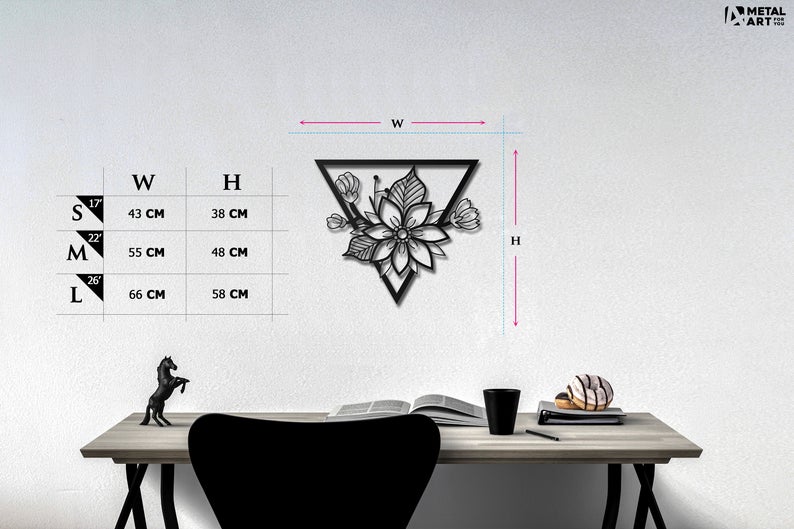 METAL
ART FOR YOU
W
W H
S 17' 43 CM 38 CM
M 22' 55 CM 48 CM
L 26' 66 CM 58 CM
H